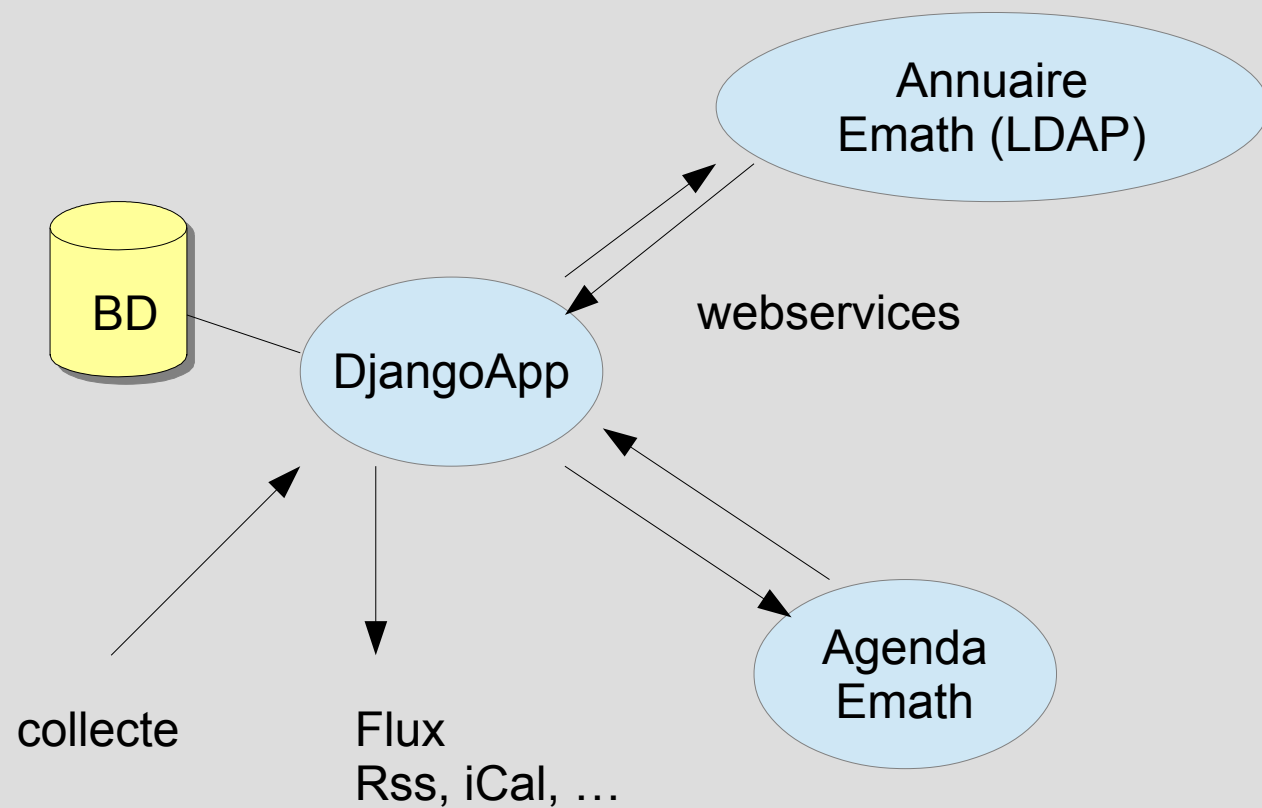 Annuaire
Emath (LDAP)
BD
webservices
DjangoApp
Agenda
Emath
collecte
Flux
Rss, iCal, …